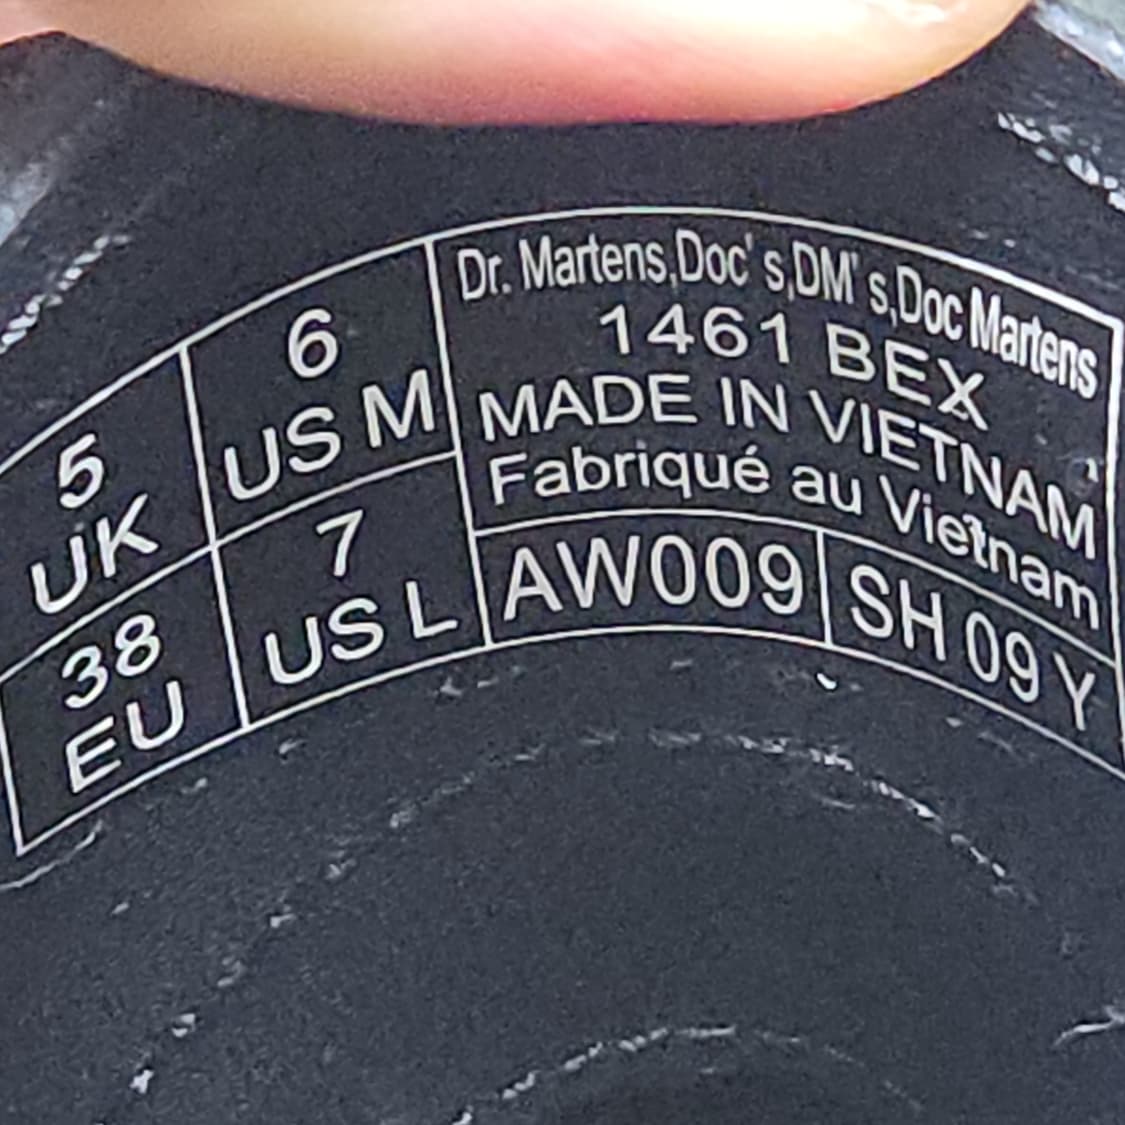 5
UK
6
US M
38
EU
7
US L
Dr. Martens,Doc' s,DM' s,Doc Martens
1461 BEX
MADE IN VIETNAM
Fabriqué au Vietnam
AW009
SH 09 Y